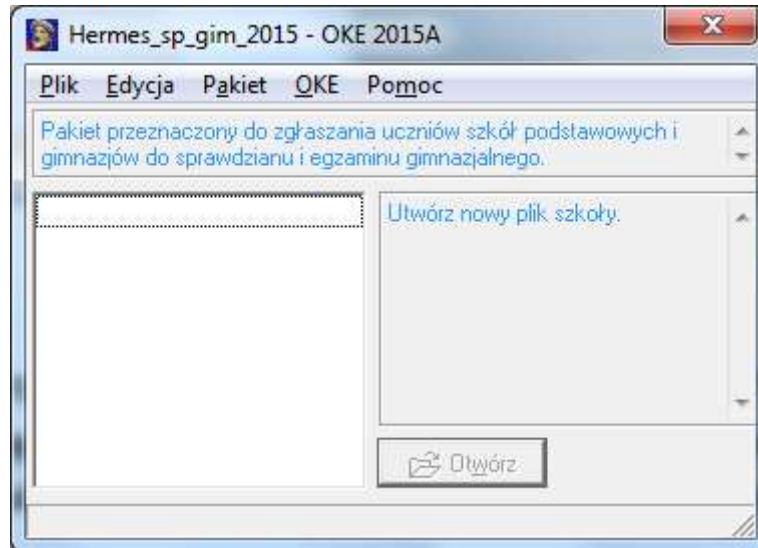 Hermes_sp_gim_2015 - OKE 2015A
Plik Edycja Pakiet OKE Pomoc
Pakiet przeznaczony do zgłaszania uczniów szkół podstawowych i
gimnazjów do sprawdzianu i egzaminu gimnazjalnego.
Utwórz nowy plik szkoły.
Otwórz